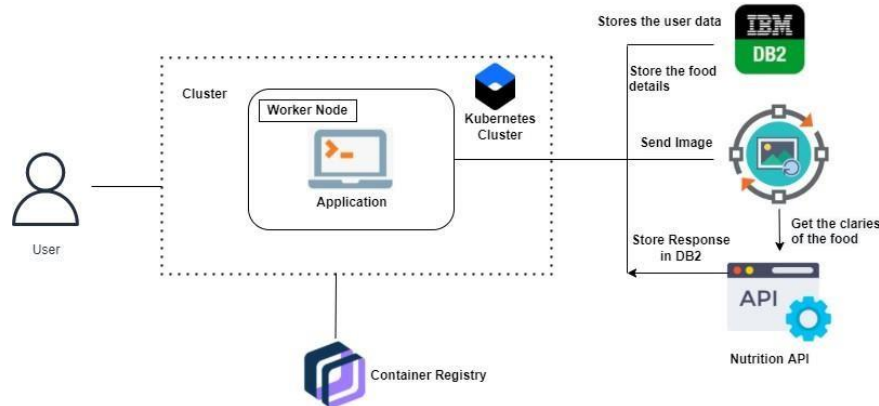 Stores the user data
IBM
DB2
Store the food
details
Cluster
Worker Node
Kubernetes
Cluster
Application
Send Image
User
Get the claries
of the food
Store Response
in DB2
API
Nutrition API
Container Registry